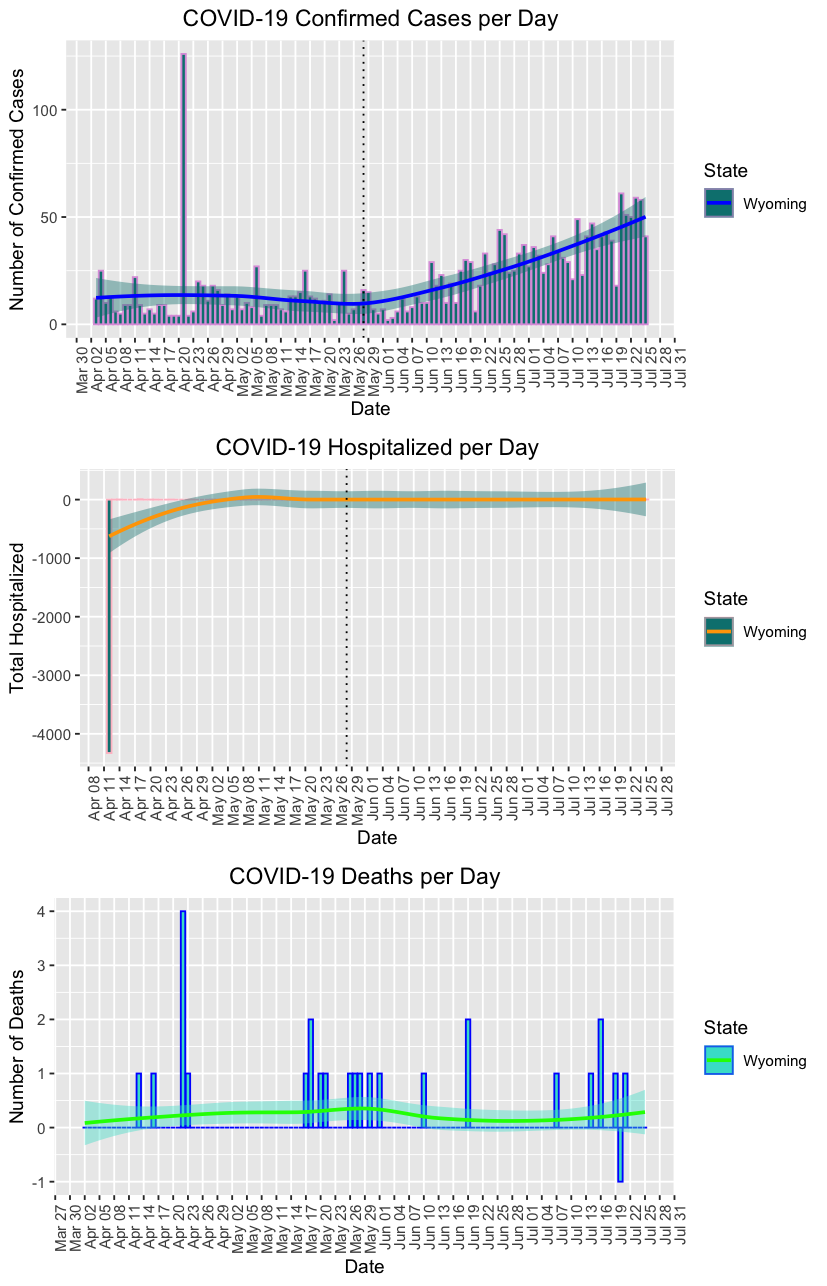 COVID-19 Confirmed Cases per Day
Number of Confirmed Cases
100
50
0
Mar 30
Apr 02
Apr 05
Apr 08
Apr 11
Apr 14
Apr 17
Apr 20
Apr 23
Apr 26
Apr 29
May 02
May 05
May 08
May 11
May 14
May 17
May 20
May 23
May 26
May 29
Jun 01
Jun 04
Jun 07
Jun 10
Jun 13
Jun 16
Jun 19
Jun 22
Jun 25
Jun 28
Jul 01
Jul 04
Jul 07
Jul 10
Jul 13
Jul 16
Jul 19
Jul 22
Jul 25
Jul 28
Jul 31
Date
State
Wyoming
COVID-19 Hospitalized per Day
Total Hospitalized
0
-1000
-2000
-3000
-4000
Apr 08
Apr 11
Apr 14
Apr 17
Apr 20
Apr 23
Apr 26
Apr 29
May 02
May 05
May 08
May 11
May 14
May 17
May 20
May 23
May 26
May 29
Jun 01
Jun 04
Jun 07
Jun 10
Jun 13
Jun 16
Jun 19
Jun 22
Jun 25
Jun 28
Jul 01
Jul 04
Jul 07
Jul 10
Jul 13
Jul 16
Jul 19
Jul 22
Jul 25
Jul 28
Date
State
Wyoming
COVID-19 Deaths per Day
Number of Deaths
4
3
2
1
0
-1
Mar 27
Mar 30
Apr 02
Apr 05
Apr 08
Apr 11
Apr 14
Apr 17
Apr 20
Apr 23
Apr 26
Apr 29
May 02
May 05
May 08
May 11
May 14
May 17
May 20
May 23
May 26
May 29
Jun 01
Jun 04
Jun 07
Jun 10
Jun 13
Jun 16
Jun 19
Jun 22
Jun 25
Jun 28
Jul 01
Jul 04
Jul 07
Jul 10
Jul 13
Jul 16
Jul 19
Jul 22
Jul 25
Jul 28
Jul 31
Date
State
Wyoming